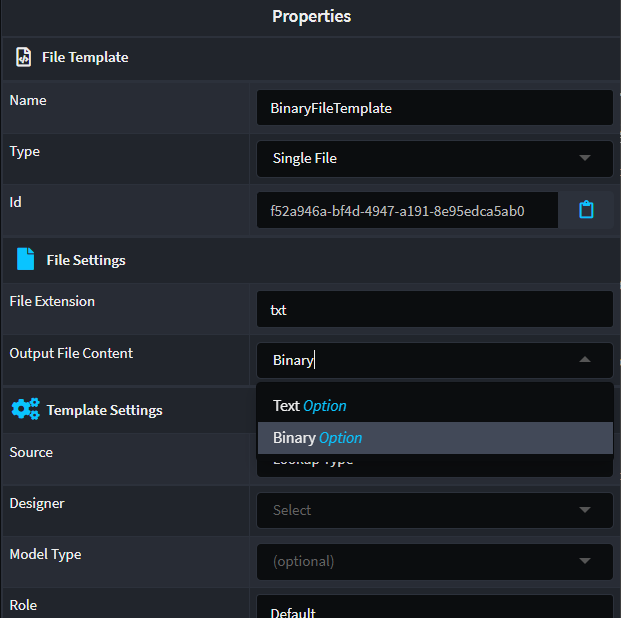 Properties
File Template
Name
BinaryFileTemplate
Type
Single File
Id
f52a946a-bf4d-4947-a191-8e95edca5ab0
File Settings
File Extension
txt
Output File Content
Binary
Text Option
Template Settings
Binary Option
Source
Lookup Type
Designer
Select
Model Type
(optional)
Role
Default